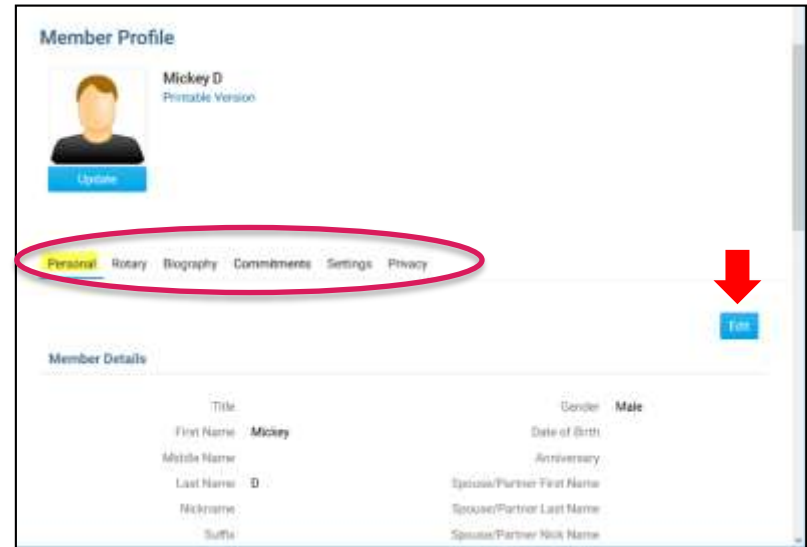 Member Profile
Mickey D
Printable Version
Update
Personal Rotary Biography Commitments Settings Privacy
Edit
Member Details
Title
Gender Male
First Name Mickey
Date of Birth
Middle Name
Anniversary
Last Name D
Spouse/Partner First Name
Nickname
Spouse/Partner Last Name
Suffix
Spouse/Partner Nick Name